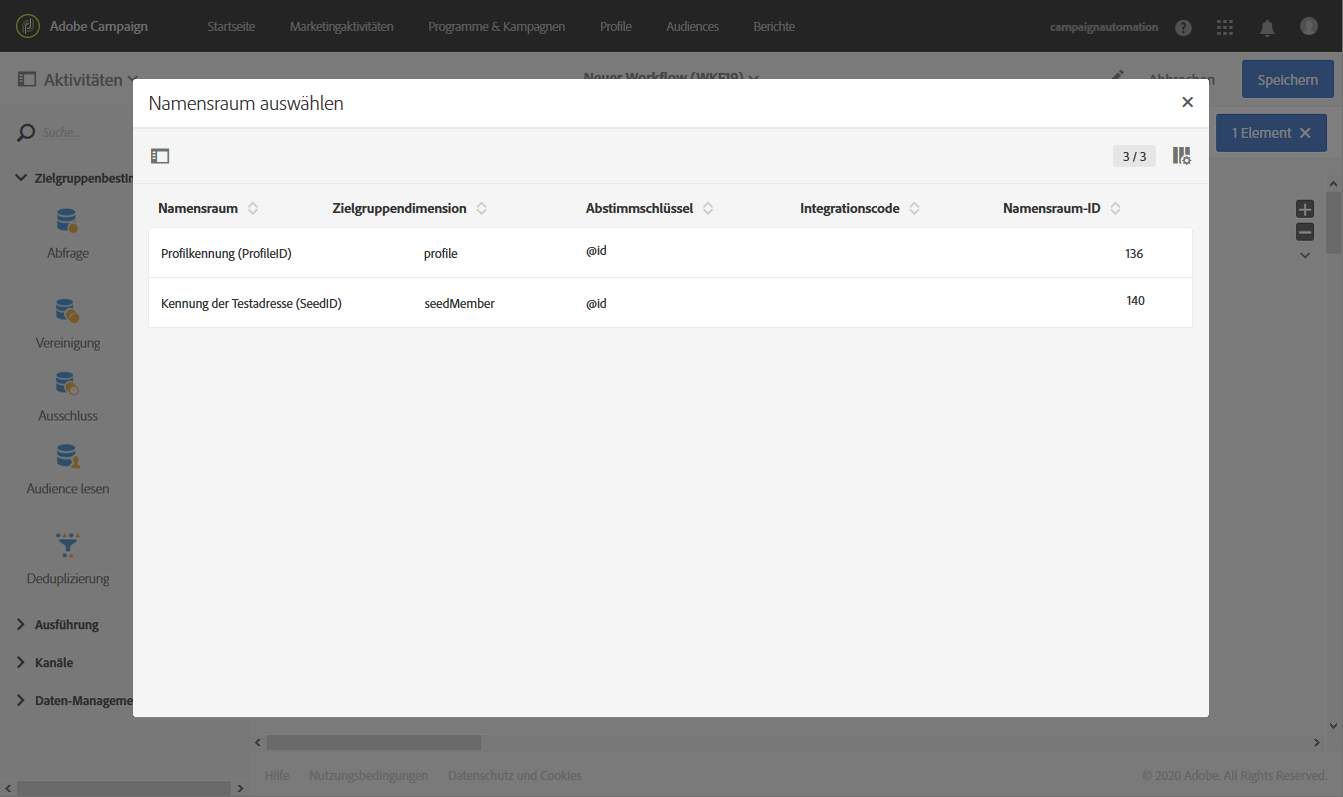 Adobe Campaign Startseite Marketingaktivitäten Programme & Kampagnen Profile Audiences Berichte campaignautomation ?
Aktivitäten Neuer Workflow (WKF19) Abbrechen Speichern
Namensraum auswählen
Suche... 1 Element
3 / 3
Zielgruppenbestim
Namensraum Zielgruppendimension Abstimmschlüssel Integrationscode Namensraum-ID
Profilkennung (ProfileID) profile @id 136
Kennung der Testadresse (SeedID) seedMember @id 140
Abfrage
Vereinigung
Ausschluss
Audience lesen
Deduplizierung
Ausführung
Kanäle
Daten-Manageme
Hilfe Nutzungsbedingungen Datenschutz und Cookies © 2020 Adobe. All Rights Reserved.